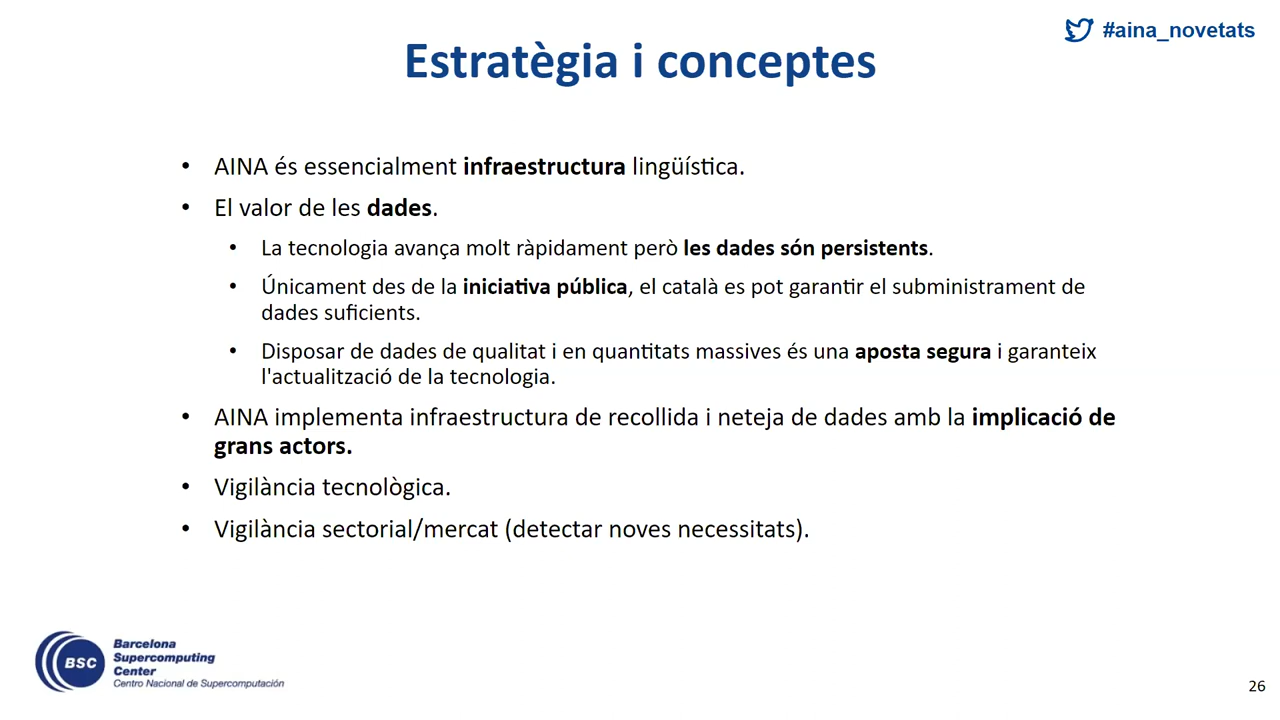 #aina_novetats
Estratègia i conceptes
• AINA és essencialment infraestructura lingüística.
• El valor de les dades.
• La tecnologia avança molt ràpidament però les dades són persistents.
• Únicament des de la iniciativa pública, el català es pot garantir el subministrament de
dades suficients.
• Disposar de dades de qualitat i en quantitats massives és una aposta segura i garanteix
l'actualització de la tecnologia.
• AINA implementa infraestructura de recollida i neteja de dades amb la implicació de
grans actors.
• Vigilància tecnològica.
• Vigilància sectorial/mercat (detectar noves necessitats).
BSC
Barcelona
Supercomputing
Center
Centro Nacional de Supercomputación
26